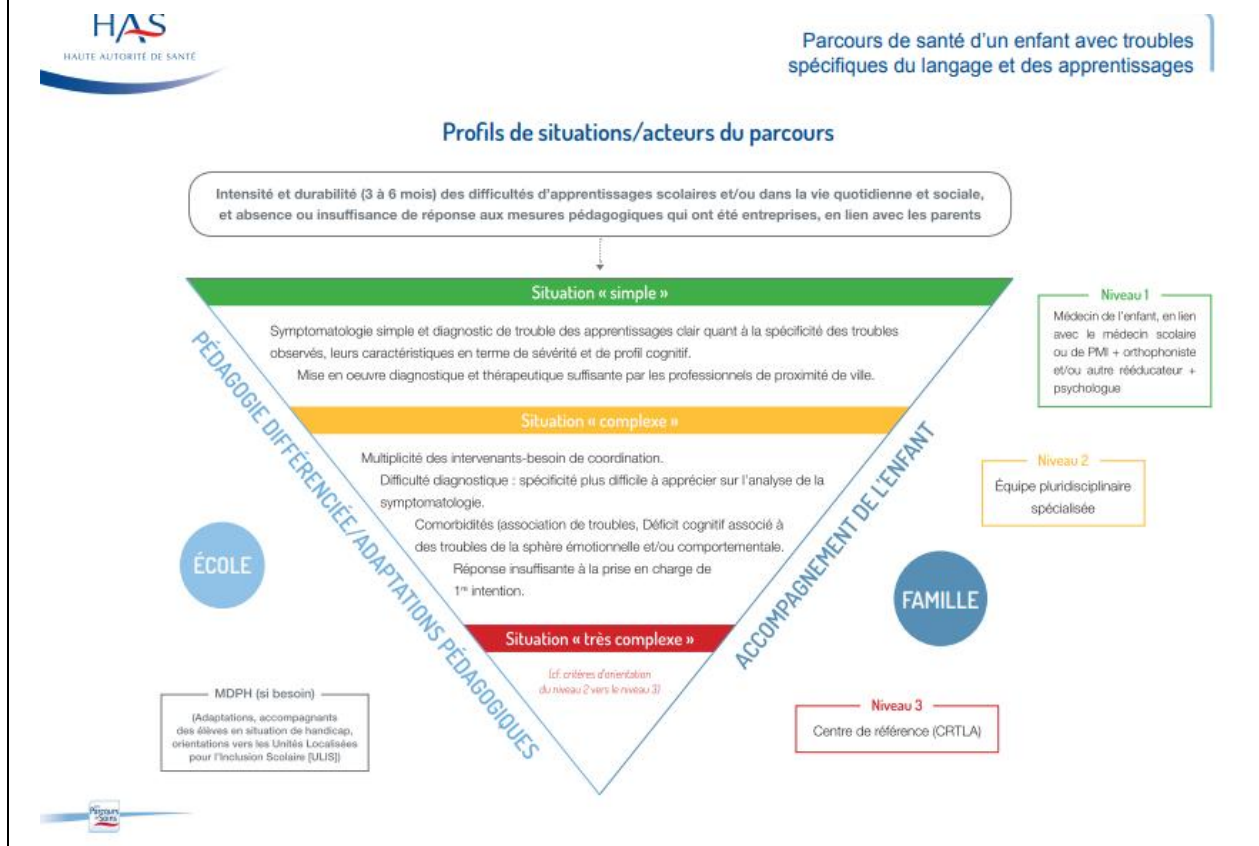 HAS
HAUTE AUTORITÉ DE SANTÉ
Parcours de santé d'un enfant avec troubles
spécifiques du langage et des apprentissages
Profils de situations/acteurs du parcours
Intensité et durabilité (3 à 6 mois) des difficultés d'apprentissages scolaires et/ou dans la vie quotidienne et sociale,
et absence ou insuffisance de réponse aux mesures pédagogiques qui ont été entreprises, en lien avec les parents
Situation « simple »
Symptomatologie simple et diagnostic de trouble des apprentissages clair quant à la spécificité des troubles
observés, leurs caractéristiques en terme de sévérité et de profil cognitif.
Mise en oeuvre diagnostique et thérapeutique suffisante par les professionnels de proximité de ville.
Niveau 1
Médecin de l'enfant, en lien
avec le médecin scolaire
ou de PMI + orthophoniste
et/ou autre rééducateur +
psychologue
Situation « complexe »
Multiplicité des intervenants-besoin de coordination.
Difficulté diagnostique : spécificité plus difficile à apprécier sur l'analyse de la
symptomatologie.
Comorbidités (association de troubles, Déficit cognitif associé à
des troubles de la sphère émotionnelle et/ou comportementale.
Réponse insuffisante à la prise en charge de
1re intention.
Niveau 2
Équipe pluridisciplinaire
spécialisée
PÉDAGOGIE DIFFÉRENCIÉE/ADAPTATIONS PÉDAGOGIQUES
ACCOMPAGNEMENT DE L'ENFANT
ÉCOLE
FAMILLE
Situation « très complexe »
(cf. critères d'orientation
du niveau 2 vers le niveau 3)
MDPH (si besoin)
(Adaptations, accompagnants
des élèves en situation de handicap,
orientations vers les Unités Localisées
pour l'Inclusion Scolaire [ULIS])
Niveau 3
Centre de référence (CRTLA)
Parcours
de Soins